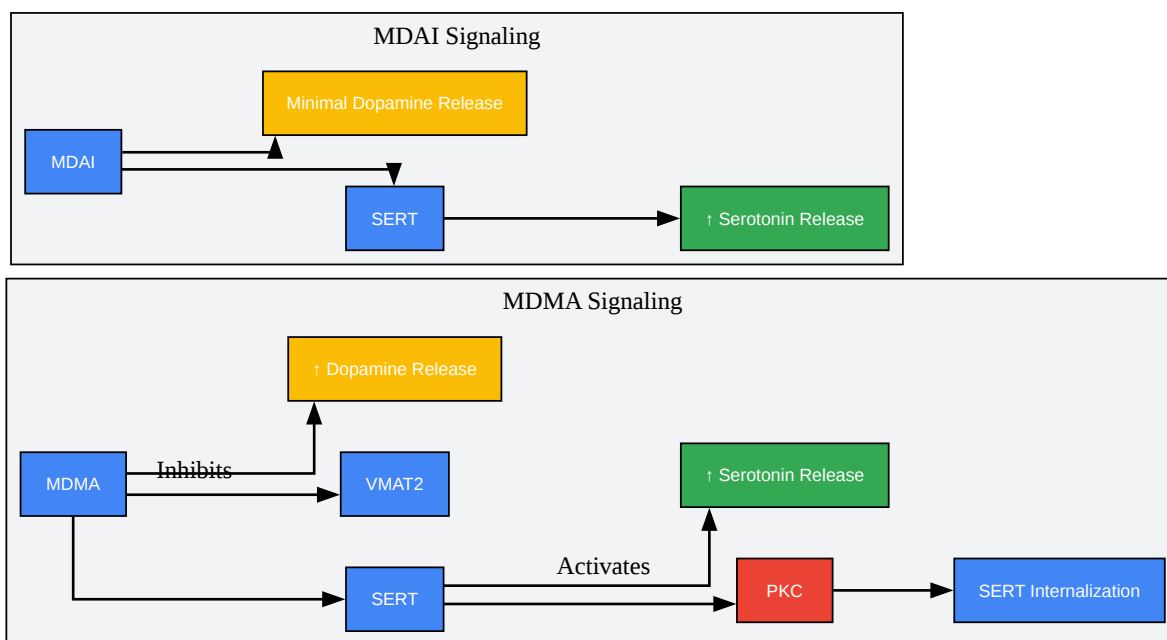 MDAI Signaling
Minimal Dopamine Release
MDAI
SERT
↑ Serotonin Release
MDMA Signaling
↑ Dopamine Release
MDMA
Inhibits
VMAT2
↑ Serotonin Release
Activates
SERT
PKC
SERT Internalization